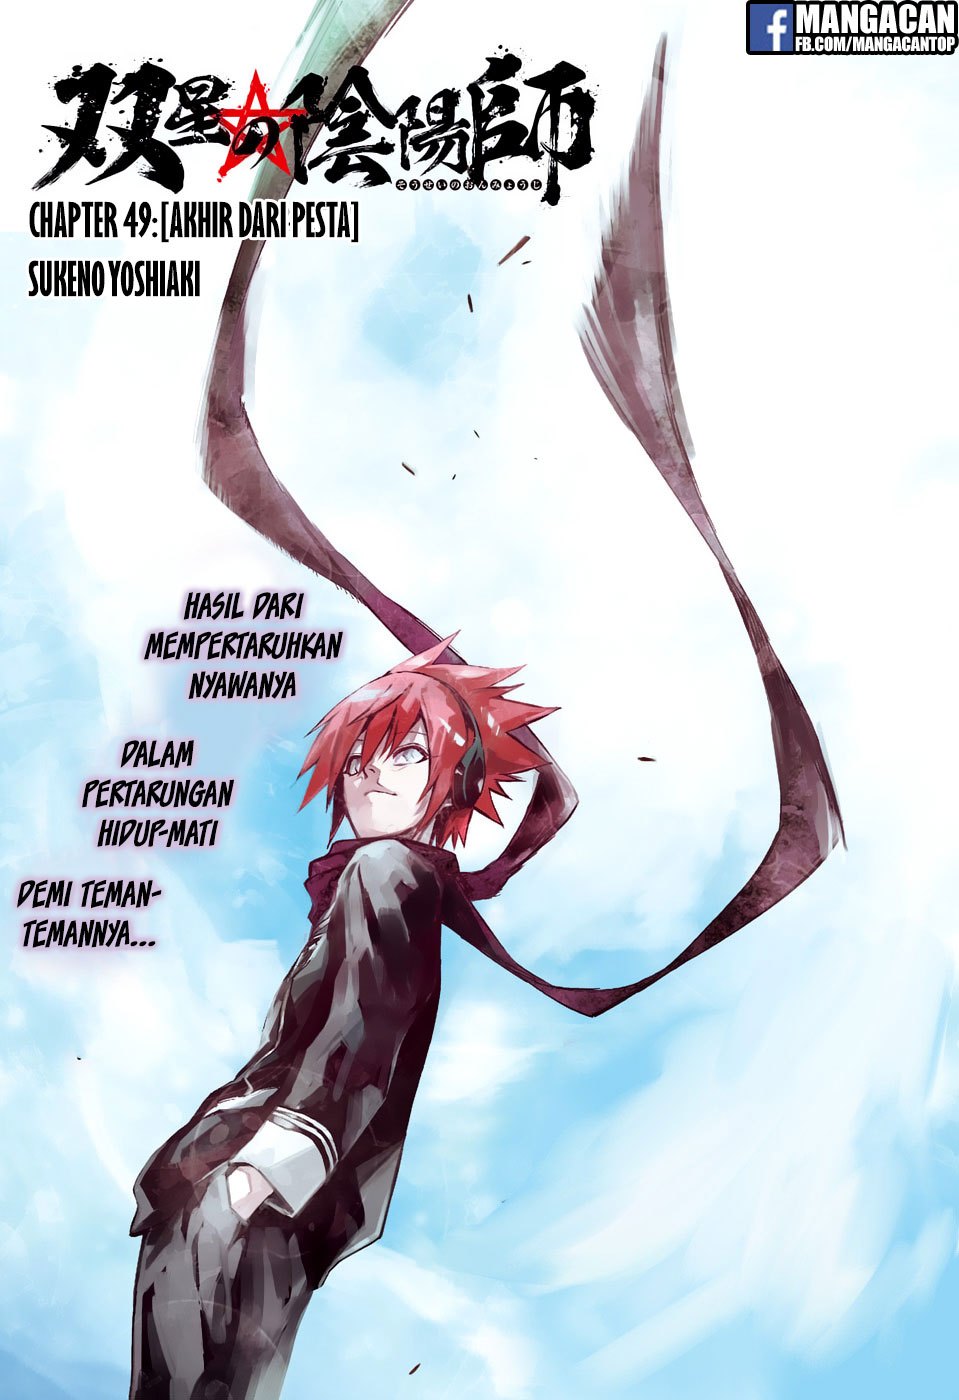 MANGACAN
FB.COM/MANGACANTOP
双星の陰陽師
そうせいのおんみょうじ
CHAPTER 49:[AKHIR DARI PESTA]
SUKENO YOSHIAKI
HASIL DARI
MEMPERTARUHKAN
NYAWANYA
DALAM
PERTARUNGAN
HIDUP-MATI
DEMI TEMAN-
TEMANNYA...